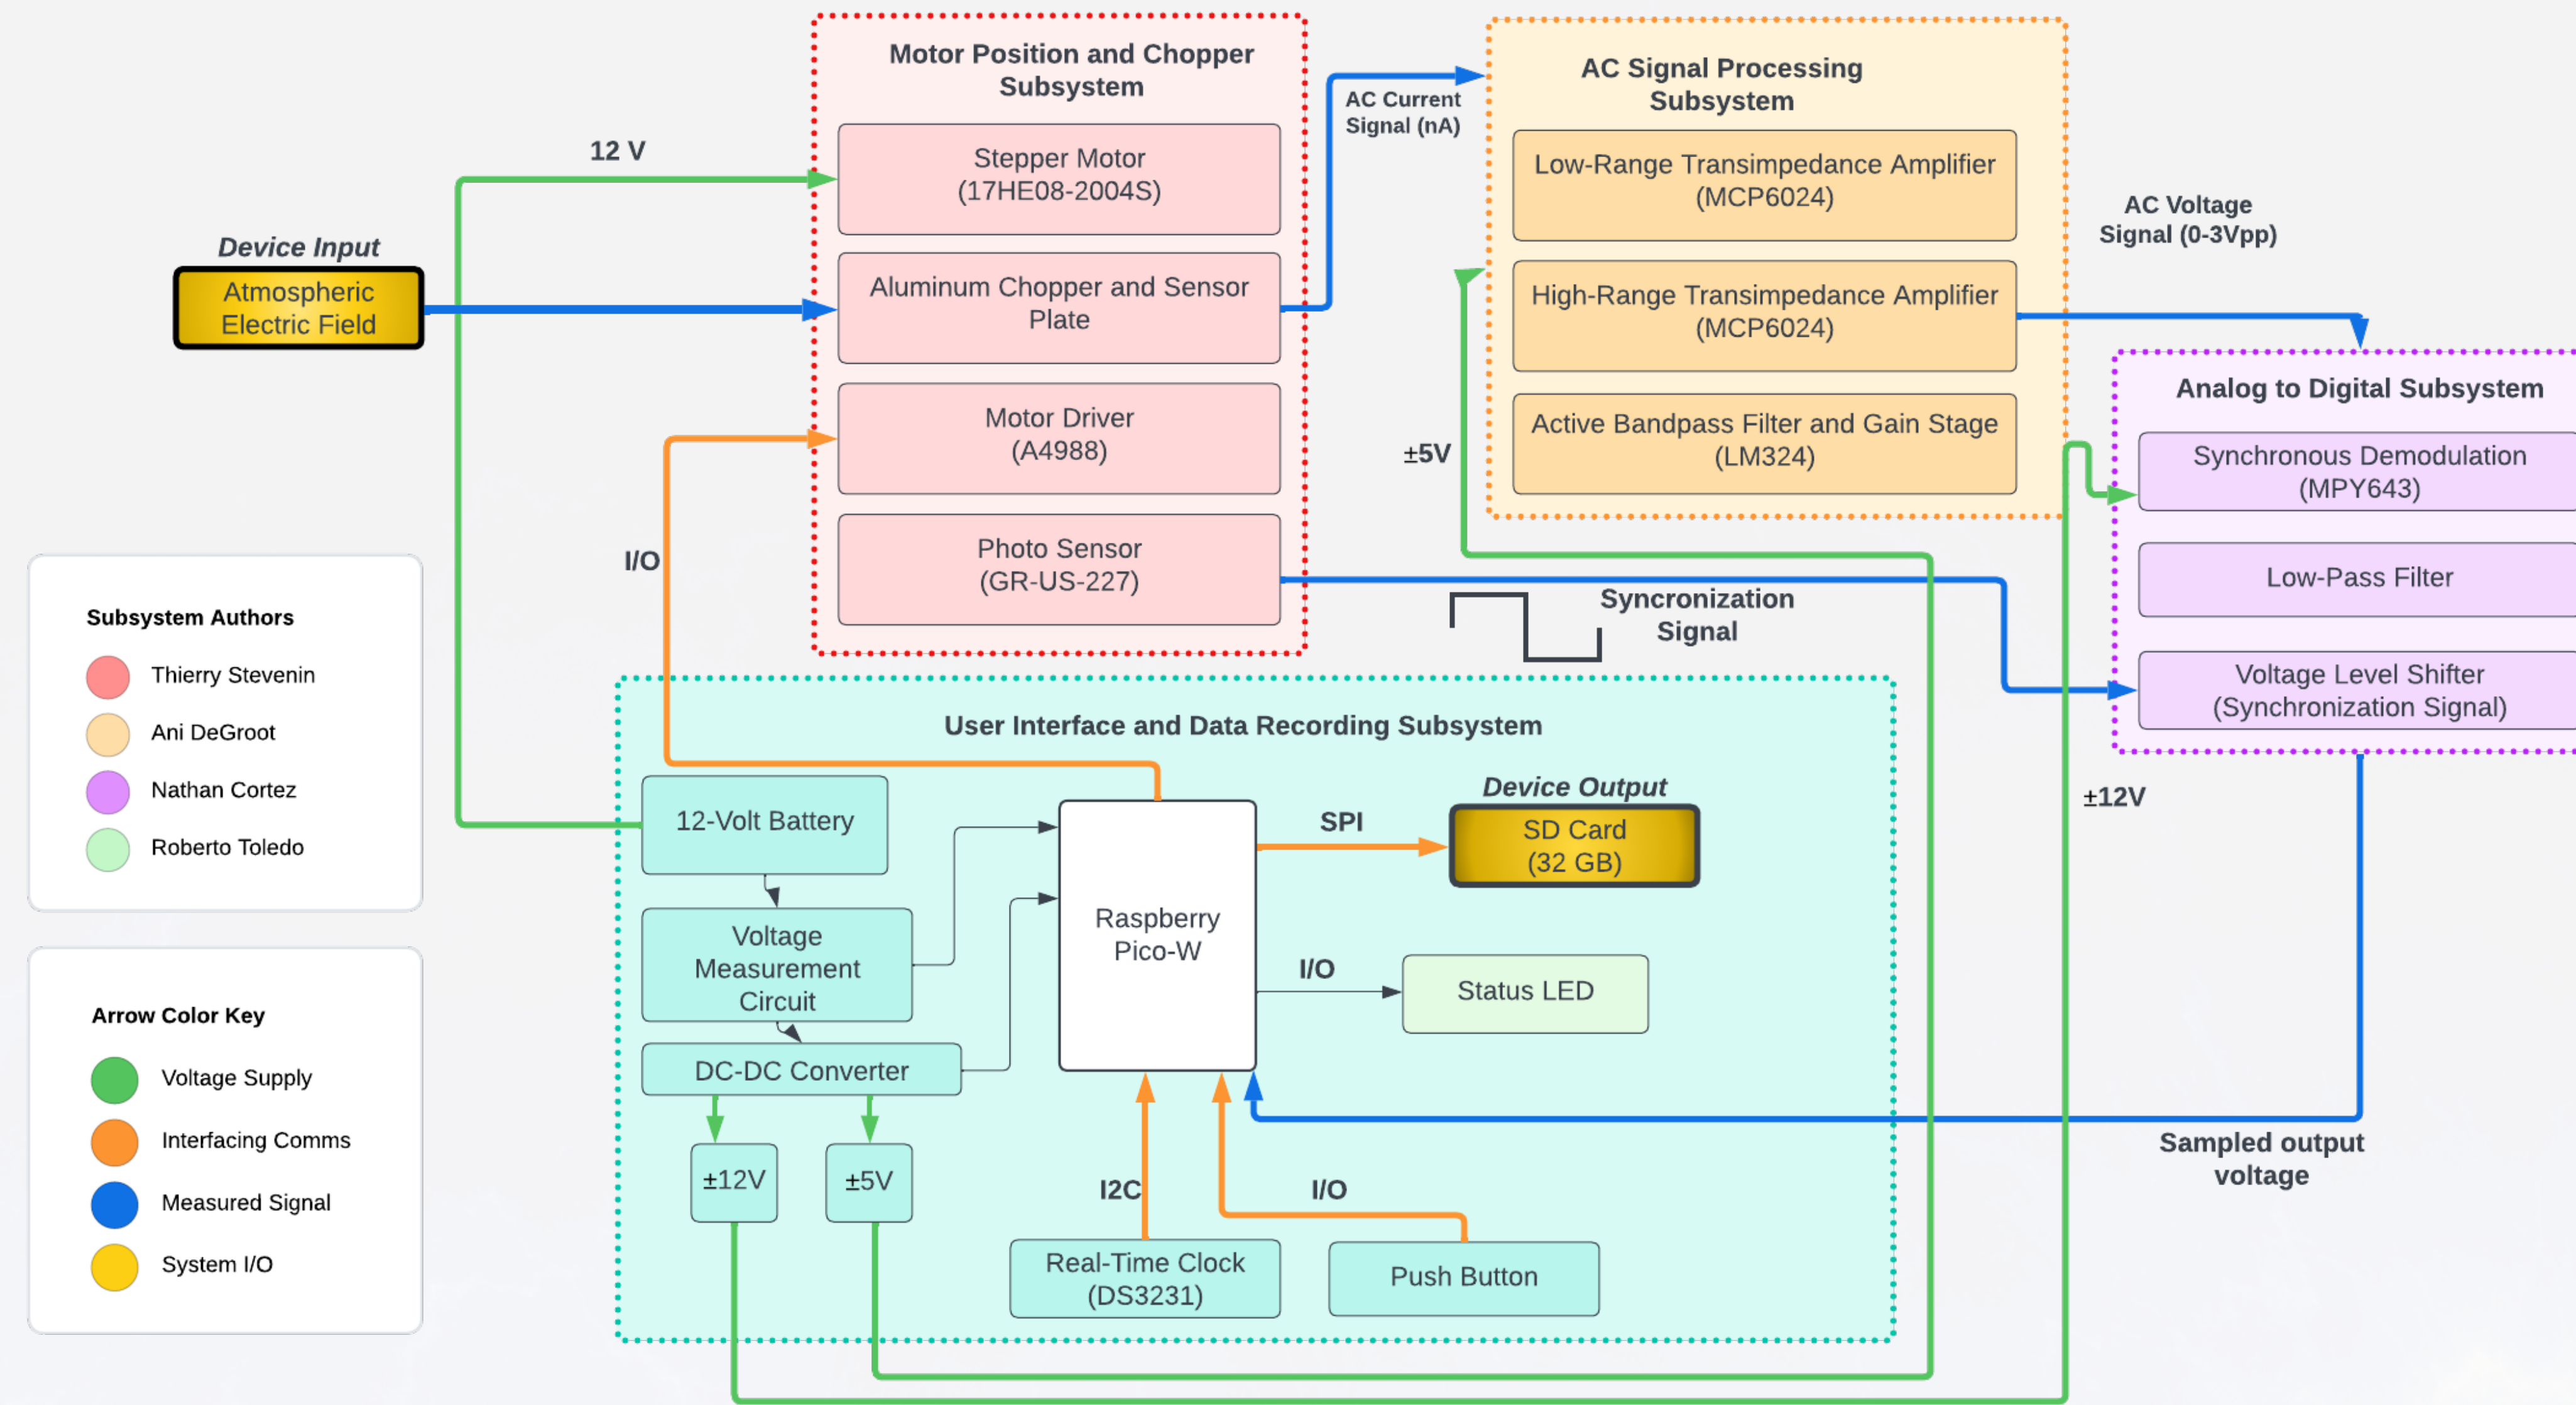 Motor Position and Chopper
Subsystem
Stepper Motor
(17HE08-2004S)
Aluminum Chopper and Sensor
Plate
Motor Driver
(A4988)
Photo Sensor
(GR-US-227)
AC Current
Signal (nA)
AC Signal Processing
Subsystem
Low-Range Transimpedance Amplifier
(MCP6024)
High-Range Transimpedance Amplifier
(MCP6024)
Active Bandpass Filter and Gain Stage
(LM324)
AC Voltage
Signal (0-3Vpp)
12 V
Device Input
Atmospheric
Electric Field
I/O
±5V
Syncronization
Signal
Analog to Digital Subsystem
Synchronous Demodulation
(MPY643)
Low-Pass Filter
Voltage Level Shifter
(Synchronization Signal)
±12V
Sampled output
voltage
Subsystem Authors
Thierry Stevenin
Ani DeGroot
Nathan Cortez
Roberto Toledo
Arrow Color Key
Voltage Supply
Interfacing Comms
Measured Signal
System I/O
User Interface and Data Recording Subsystem
12-Volt Battery
Voltage
Measurement
Circuit
DC-DC Converter
±12V
±5V
Raspberry
Pico-W
SPI
Device Output
SD Card
(32 GB)
I/O
Status LED
I2C
I/O
Real-Time Clock
(DS3231)
Push Button